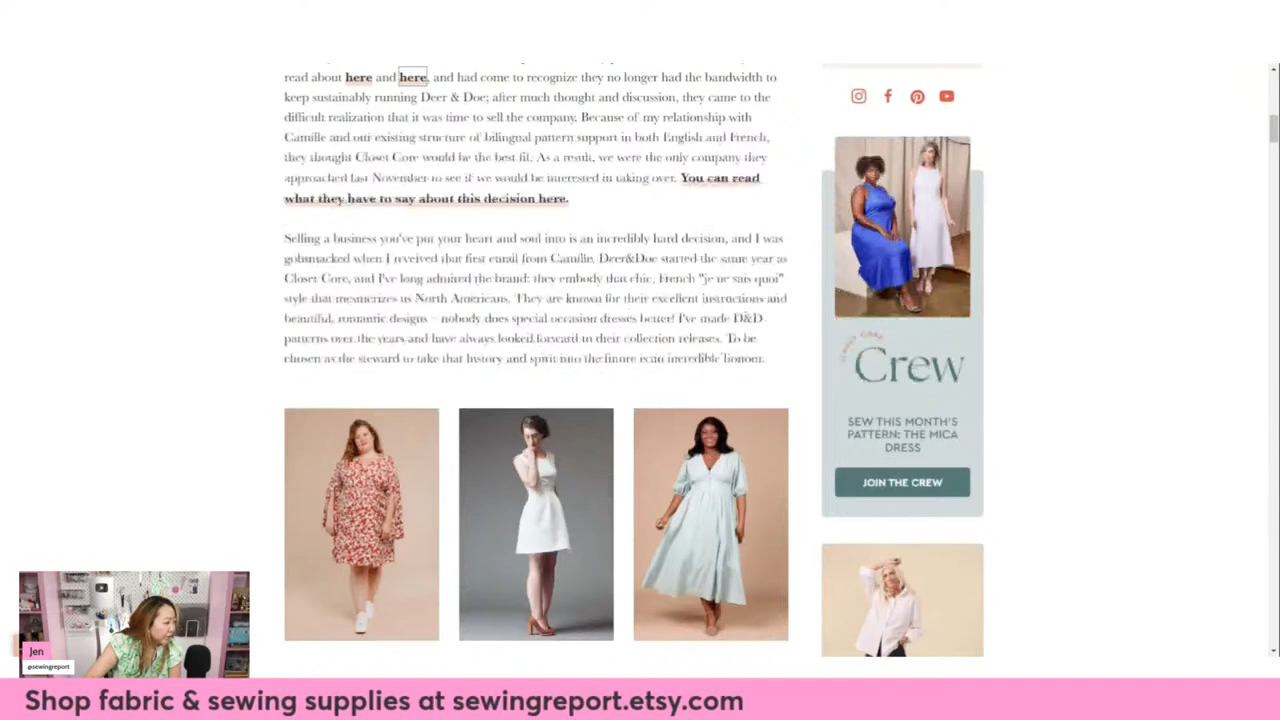 read about here and here, and had come to recognize they no longer had the bandwidth to
keep sustainably running Deer & Doe; after much thought and discussion, they came to the
difficult realization that it was time to sell the company. Because of my relationship with
Camille and our existing structure of bilingual pattern support in both English and French,
they thought Closet Core would be the best fit. As a result, we were the only company they
approached last November to see if we would be interested in taking over. You can read
what they have to say about this decision here.
Selling a business you've put your heart and soul into is an incredibly hard decision, and I was
gobsmacked when I received that first email from Camille. Deer&Doe started the same year as
Closet Core, and I've long admired the brand: they embody that chic, French "je ne sais quoi"
style that mesmerizes us North Americans. They are known for their excellent instructions and
beautiful, romantic designs – nobody does special occasion dresses better! I've made D&D
patterns over the years and have always looked forward to their collection releases. To be
chosen as the steward to take that history and spirit into the future is an incredible honour.
Crew
SEW THIS MONTH'S
PATTERN: THE MICA
DRESS
JOIN THE CREW
Jen
@sewingreport
Shop fabric & sewing supplies at sewingreport.etsy.com